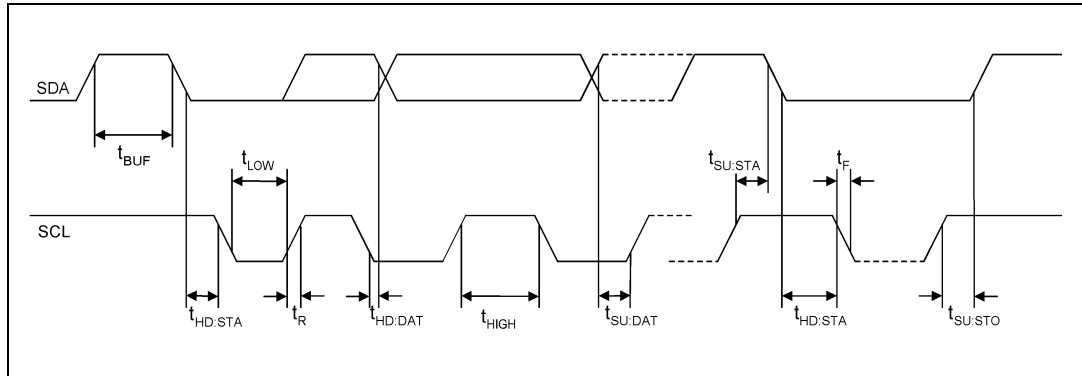 SDA
t_BUF
t_LOW
t_SU:STA
t_F
SCL
t_HD:STA
t_R
t_HD:DAT
t_HIGH
t_SU:DAT
t_HD:STA
t_SU:STO